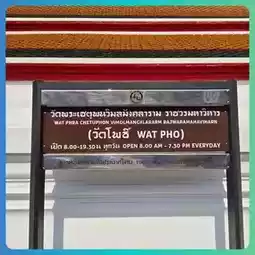 วัดพระเชตุพนวิมลมังคลาราม ราชวรมหาวิหาร
WAT PHRA CHETUPHON VIMOLMANGKLARARM RAJWARAMAHAVIHARN
(วัดโพธิ์ WAT PHO)
เปิด 8.00-19.30 น. ทุกวัน OPEN 8.00 AM - 7.30 PM EVERYDAY